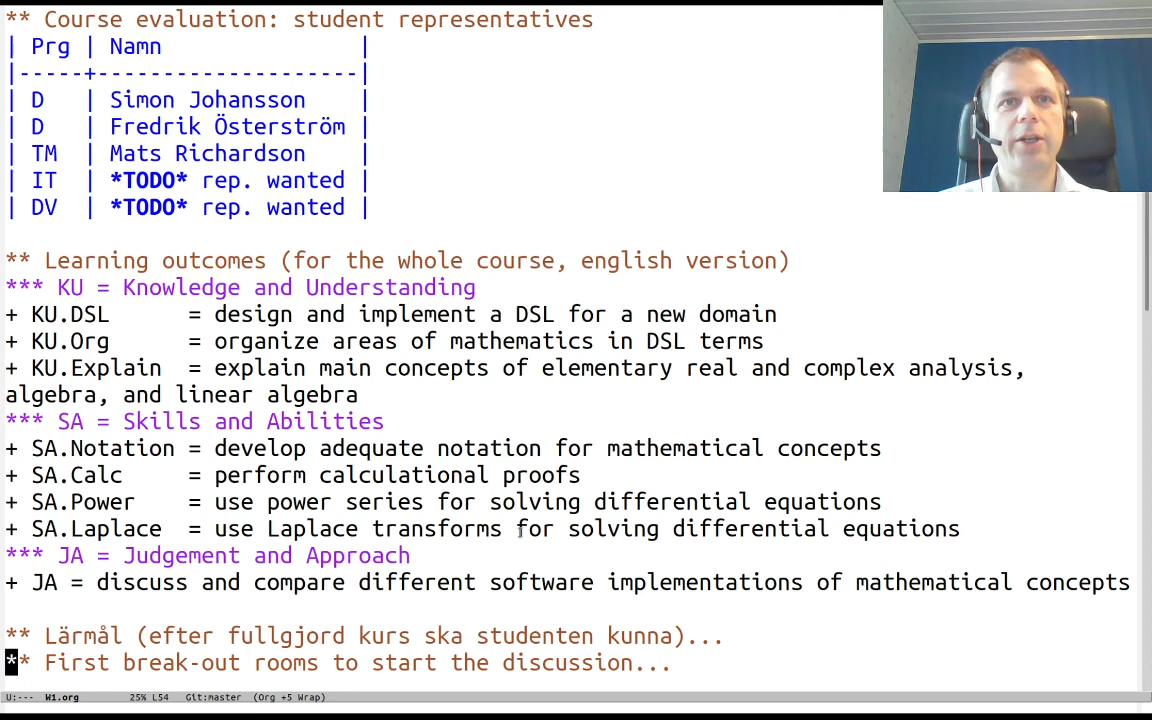 ** Course evaluation: student representatives
| Prg | Namn                |
|-----+--------------------|
| D   | Simon Johansson    |
| D   | Fredrik Österström |
| TM  | Mats Richardson    |
| IT  | *TODO* rep. wanted |
| DV  | *TODO* rep. wanted |
** Learning outcomes (for the whole course, english version)
*** KU = Knowledge and Understanding
+ KU.DSL      = design and implement a DSL for a new domain
+ KU.Org      = organize areas of mathematics in DSL terms
+ KU.Explain  = explain main concepts of elementary real and complex analysis,
algebra, and linear algebra
*** SA = Skills and Abilities
+ SA.Notation = develop adequate notation for mathematical concepts
+ SA.Calc     = perform calculational proofs
+ SA.Power    = use power series for solving differential equations
+ SA.Laplace  = use Laplace transforms for solving differential equations
*** JA = Judgement and Approach
+ JA = discuss and compare different software implementations of mathematical concepts
** Lärmål (efter fullgjord kurs ska studenten kunna)...
** First break-out rooms to start the discussion...
U:---  W1.org        25% L54   Git:master  (Org +5 Wrap)